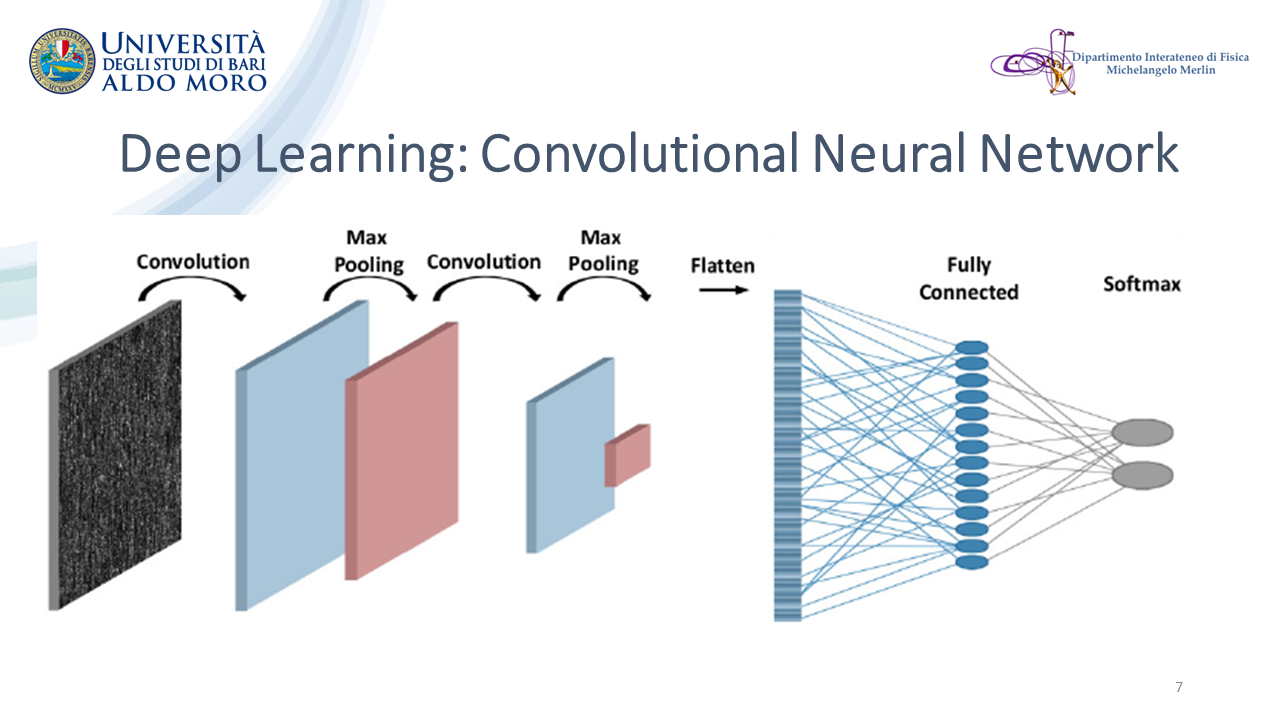 UNIVERSITÀ
DEGLI STUDI DI BARI
ALDO MORO
Dipartimento Interateneo di Fisica
Michelangelo Merlin
Deep Learning: Convolutional Neural Network
Convolution
Max
Pooling
Convolution
Max
Pooling
Flatten
Fully
Connected
Softmax
7